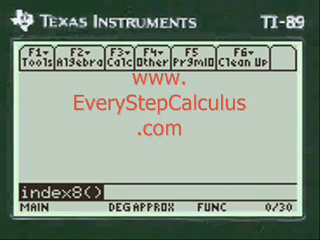 TEXAS INSTRUMENTS TI-89
F1 F2 F3 F4 F5 F6
Tools Algebra Calc Other PrgmIO Clean Up
www.
EveryStepCalculus
.com
index8()
MAIN DEG APPROX FUNC 0/30